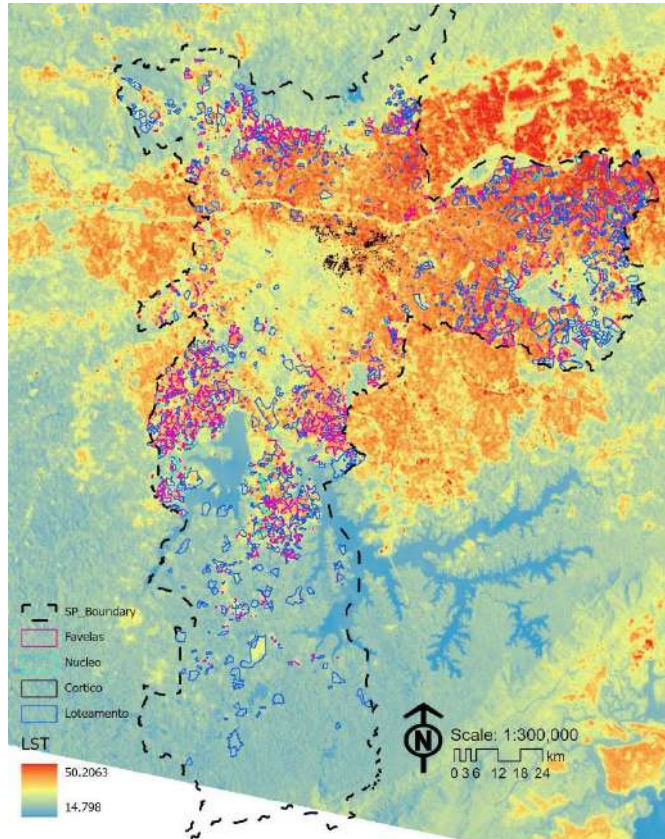 SP_Boundary
Favelas
Nucleo
Cortico
Loteamento
LST
50.2063
14.798
N
Scale: 1:300,000
km
0 3 6 12 18 24